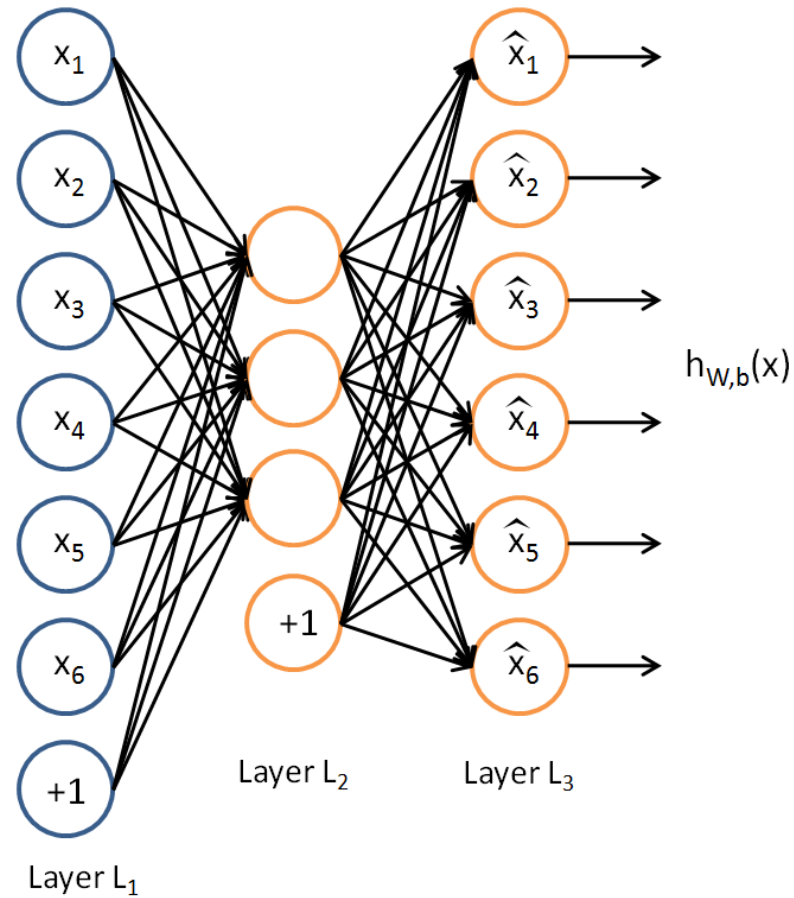 x₁
x₂
x₃
x₄
x₅
x₆
+1
Layer L₁
+1
Layer L₂
x̂₁
x̂₂
x̂₃
x̂₄
x̂₅
x̂₆
Layer L₃
h_W,b(x)